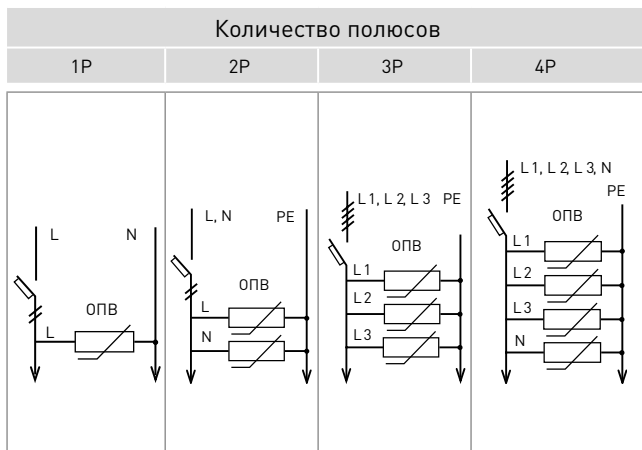 Количество полюсов
1P
2P
3P
4P
L
N
ОПВ
L
L, N
PE
ОПВ
L
N
L 1, L 2, L 3
PE
ОПВ
L 1
L 2
L 3
L 1, L 2, L 3, N
PE
ОПВ
L 1
L 2
L 3
N